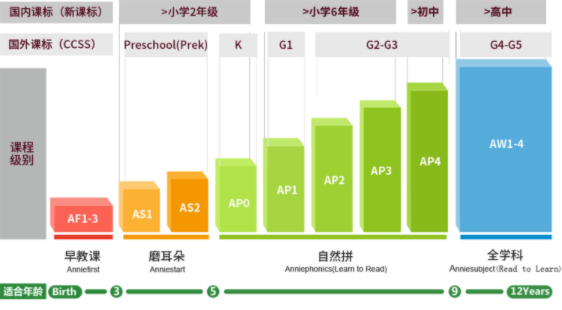 国内课标（新课标） >小学2年级 >小学6年级 >初中 >高中
国外课标（CCSS） Preschool(Prek) K G1 G2-G3 G4-G5
课程
级别
AF1-3 AS1 AS2 AP0 AP1 AP2 AP3 AP4 AW1-4
早教课 磨耳朵 自然拼 全学科
Anniefirst Anniestart Anniephonics(Learn to Read) Anniesubject(Read to Learn)
适合年龄 Birth 3 5 9 12Years